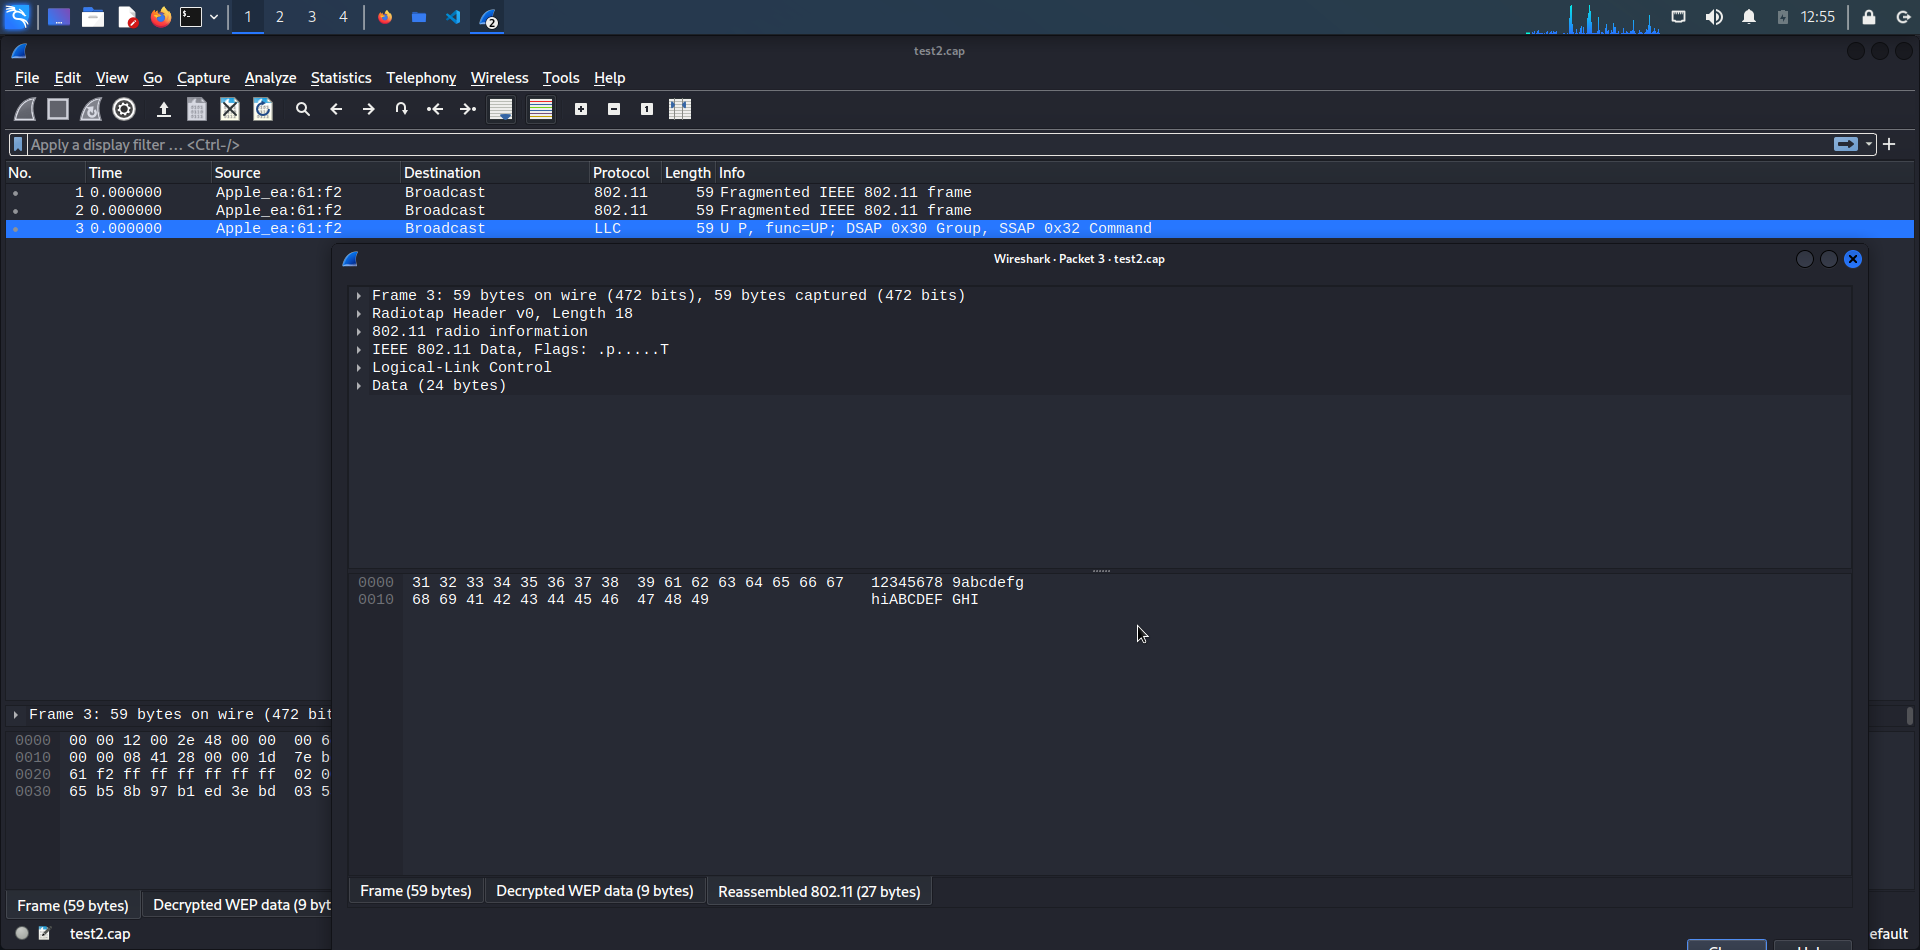 1 2 3 4 2 12:55
test2.cap
File Edit View Go Capture Analyze Statistics Telephony Wireless Tools Help
Apply a display filter … <Ctrl-/>
No. Time Source Destination Protocol Length Info
1 0.000000 Apple_ea:61:f2 Broadcast 802.11 59 Fragmented IEEE 802.11 frame
2 0.000000 Apple_ea:61:f2 Broadcast 802.11 59 Fragmented IEEE 802.11 frame
3 0.000000 Apple_ea:61:f2 Broadcast LLC 59 U P, func=UP; DSAP 0x30 Group, SSAP 0x32 Command
Wireshark · Packet 3 · test2.cap
Frame 3: 59 bytes on wire (472 bits), 59 bytes captured (472 bits)
Radiotap Header v0, Length 18
802.11 radio information
IEEE 802.11 Data, Flags: .p.....T
Logical-Link Control
Data (24 bytes)
0000 31 32 33 34 35 36 37 38 39 61 62 63 64 65 66 67 12345678 9abcdefg
0010 68 69 41 42 43 44 45 46 47 48 49 hiABCDEF GHI
Frame (59 bytes) Decrypted WEP data (9 bytes) Reassembled 802.11 (27 bytes)
Frame 3: 59 bytes on wire (472 bit
0000 00 00 12 00 2e 48 00 00 00 6
0010 00 00 08 41 28 00 00 1d 7e b
0020 61 f2 ff ff ff ff ff ff 02 0
0030 65 b5 8b 97 b1 ed 3e bd 03 5
Frame (59 bytes) Decrypted WEP data (9 byt
test2.cap
efault